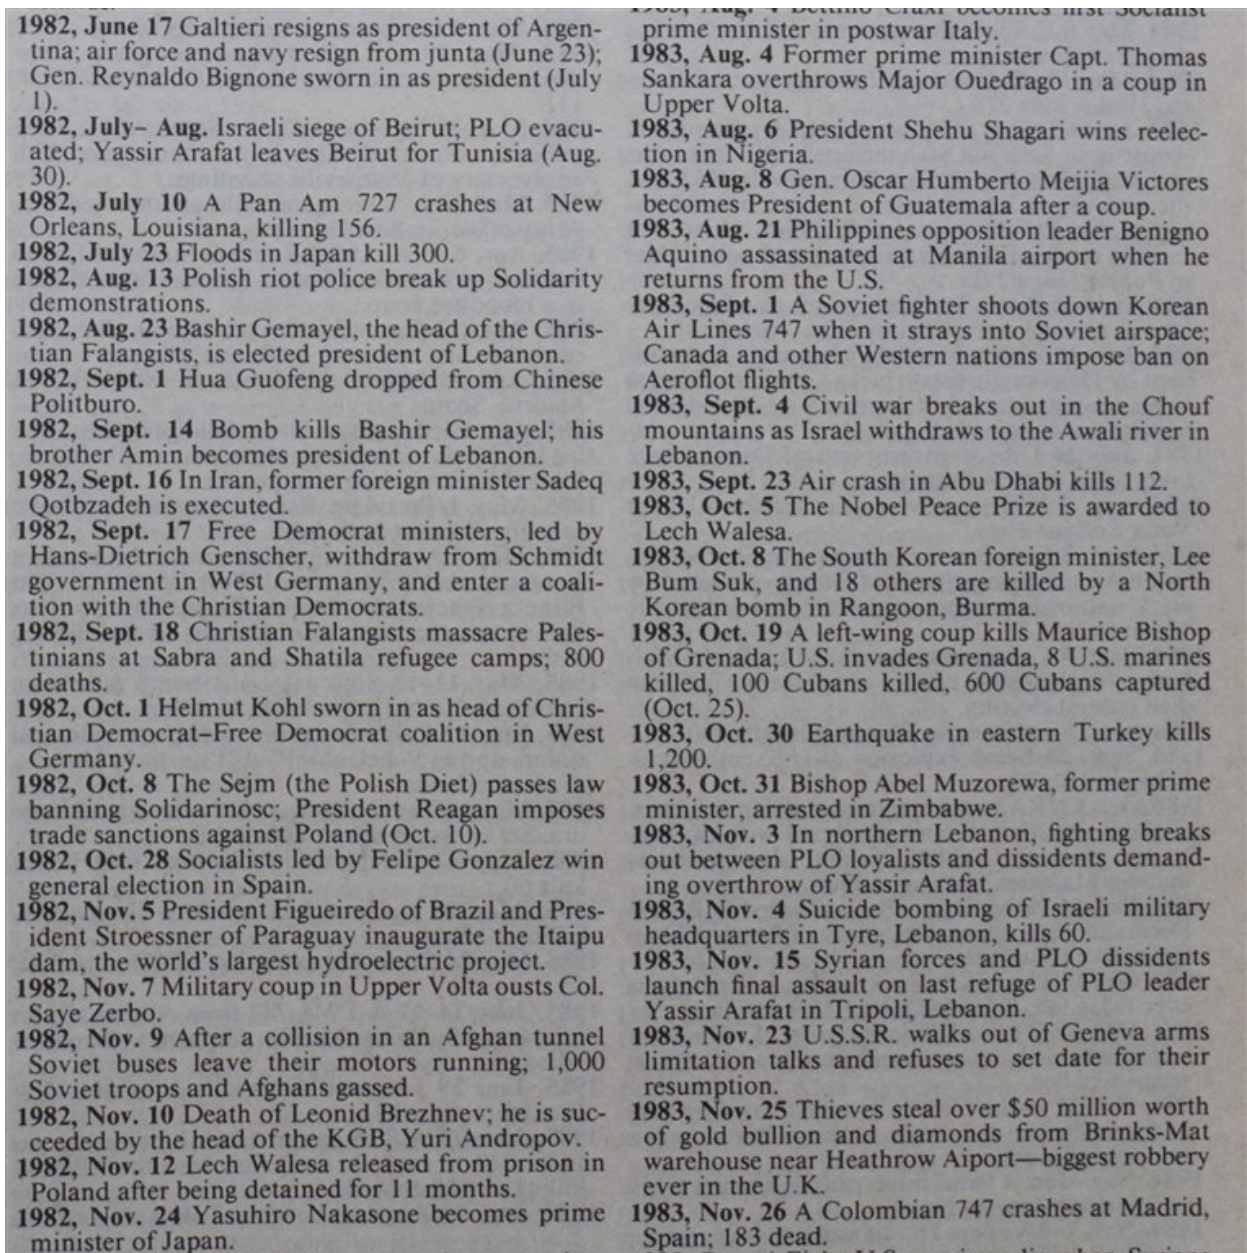 1982, June 17 Galtieri resigns as president of Argen-
tina; air force and navy resign from junta (June 23);
Gen. Reynaldo Bignone sworn in as president (July
1).
1982, July– Aug. Israeli siege of Beirut; PLO evacu-
ated; Yassir Arafat leaves Beirut for Tunisia (Aug.
30).
1982, July 10 A Pan Am 727 crashes at New
Orleans, Louisiana, killing 156.
1982, July 23 Floods in Japan kill 300.
1982, Aug. 13 Polish riot police break up Solidarity
demonstrations.
1982, Aug. 23 Bashir Gemayel, the head of the Chris-
tian Falangists, is elected president of Lebanon.
1982, Sept. 1 Hua Guofeng dropped from Chinese
Politburo.
1982, Sept. 14 Bomb kills Bashir Gemayel; his
brother Amin becomes president of Lebanon.
1982, Sept. 16 In Iran, former foreign minister Sadeq
Qotbzadeh is executed.
1982, Sept. 17 Free Democrat ministers, led by
Hans-Dietrich Genscher, withdraw from Schmidt
government in West Germany, and enter a coali-
tion with the Christian Democrats.
1982, Sept. 18 Christian Falangists massacre Pales-
tinians at Sabra and Shatila refugee camps; 800
deaths.
1982, Oct. 1 Helmut Kohl sworn in as head of Chris-
tian Democrat–Free Democrat coalition in West
Germany.
1982, Oct. 8 The Sejm (the Polish Diet) passes law
banning Solidarinosc; President Reagan imposes
trade sanctions against Poland (Oct. 10).
1982, Oct. 28 Socialists led by Felipe Gonzalez win
general election in Spain.
1982, Nov. 5 President Figueiredo of Brazil and Pres-
ident Stroessner of Paraguay inaugurate the Itaipu
dam, the world's largest hydroelectric project.
1982, Nov. 7 Military coup in Upper Volta ousts Col.
Saye Zerbo.
1982, Nov. 9 After a collision in an Afghan tunnel
Soviet buses leave their motors running; 1,000
Soviet troops and Afghans gassed.
1982, Nov. 10 Death of Leonid Brezhnev; he is suc-
ceeded by the head of the KGB, Yuri Andropov.
1982, Nov. 12 Lech Walesa released from prison in
Poland after being detained for 11 months.
1982, Nov. 24 Yasuhiro Nakasone becomes prime
minister of Japan.
1983, Aug. 4 Bettino Craxi becomes first Socialist
prime minister in postwar Italy.
1983, Aug. 4 Former prime minister Capt. Thomas
Sankara overthrows Major Ouedrago in a coup in
Upper Volta.
1983, Aug. 6 President Shehu Shagari wins reelec-
tion in Nigeria.
1983, Aug. 8 Gen. Oscar Humberto Meijia Victores
becomes President of Guatemala after a coup.
1983, Aug. 21 Philippines opposition leader Benigno
Aquino assassinated at Manila airport when he
returns from the U.S.
1983, Sept. 1 A Soviet fighter shoots down Korean
Air Lines 747 when it strays into Soviet airspace;
Canada and other Western nations impose ban on
Aeroflot flights.
1983, Sept. 4 Civil war breaks out in the Chouf
mountains as Israel withdraws to the Awali river in
Lebanon.
1983, Sept. 23 Air crash in Abu Dhabi kills 112.
1983, Oct. 5 The Nobel Peace Prize is awarded to
Lech Walesa.
1983, Oct. 8 The South Korean foreign minister, Lee
Bum Suk, and 18 others are killed by a North
Korean bomb in Rangoon, Burma.
1983, Oct. 19 A left-wing coup kills Maurice Bishop
of Grenada; U.S. invades Grenada, 8 U.S. marines
killed, 100 Cubans killed, 600 Cubans captured
(Oct. 25).
1983, Oct. 30 Earthquake in eastern Turkey kills
1,200.
1983, Oct. 31 Bishop Abel Muzorewa, former prime
minister, arrested in Zimbabwe.
1983, Nov. 3 In northern Lebanon, fighting breaks
out between PLO loyalists and dissidents demand-
ing overthrow of Yassir Arafat.
1983, Nov. 4 Suicide bombing of Israeli military
headquarters in Tyre, Lebanon, kills 60.
1983, Nov. 15 Syrian forces and PLO dissidents
launch final assault on last refuge of PLO leader
Yassir Arafat in Tripoli, Lebanon.
1983, Nov. 23 U.S.S.R. walks out of Geneva arms
limitation talks and refuses to set date for their
resumption.
1983, Nov. 25 Thieves steal over $50 million worth
of gold bullion and diamonds from Brinks-Mat
warehouse near Heathrow Aiport—biggest robbery
ever in the U.K.
1983, Nov. 26 A Colombian 747 crashes at Madrid,
Spain; 183 dead.